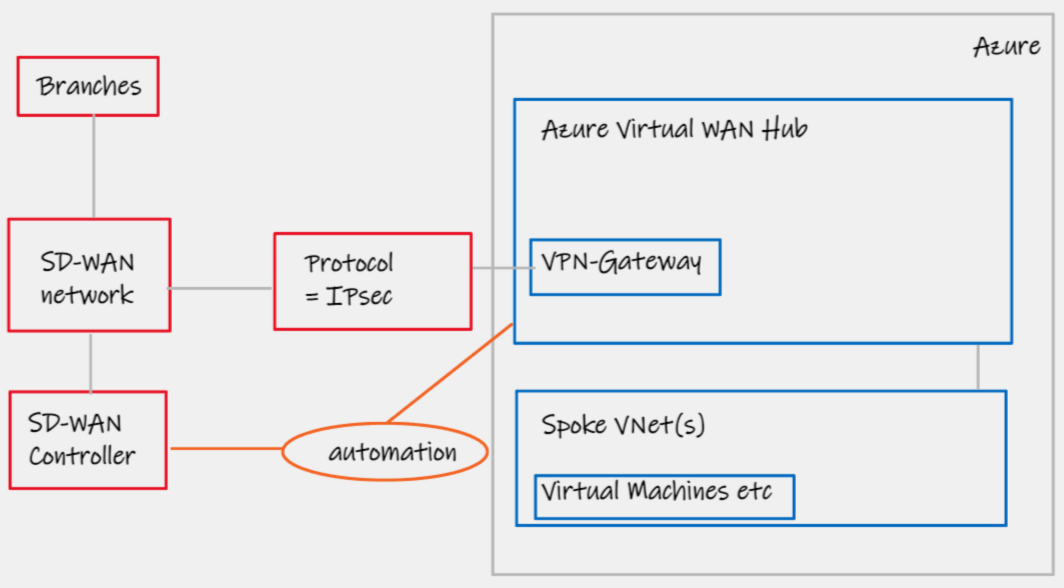 Azure
Branches
Azure Virtual WAN Hub
SD-WAN
network
Protocol
= IPsec
VPN-Gateway
SD-WAN
Controller
automation
Spoke VNet(s)
Virtual Machines etc